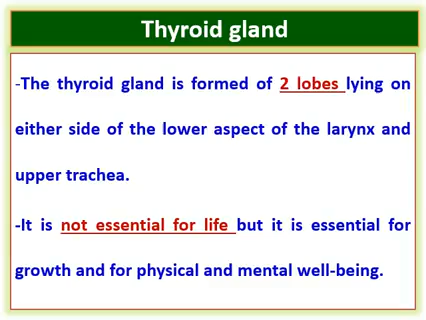 Thyroid gland
-The thyroid gland is formed of 2 lobes lying on
either side of the lower aspect of the larynx and
upper trachea.
-It is not essential for life but it is essential for
growth and for physical and mental well-being.